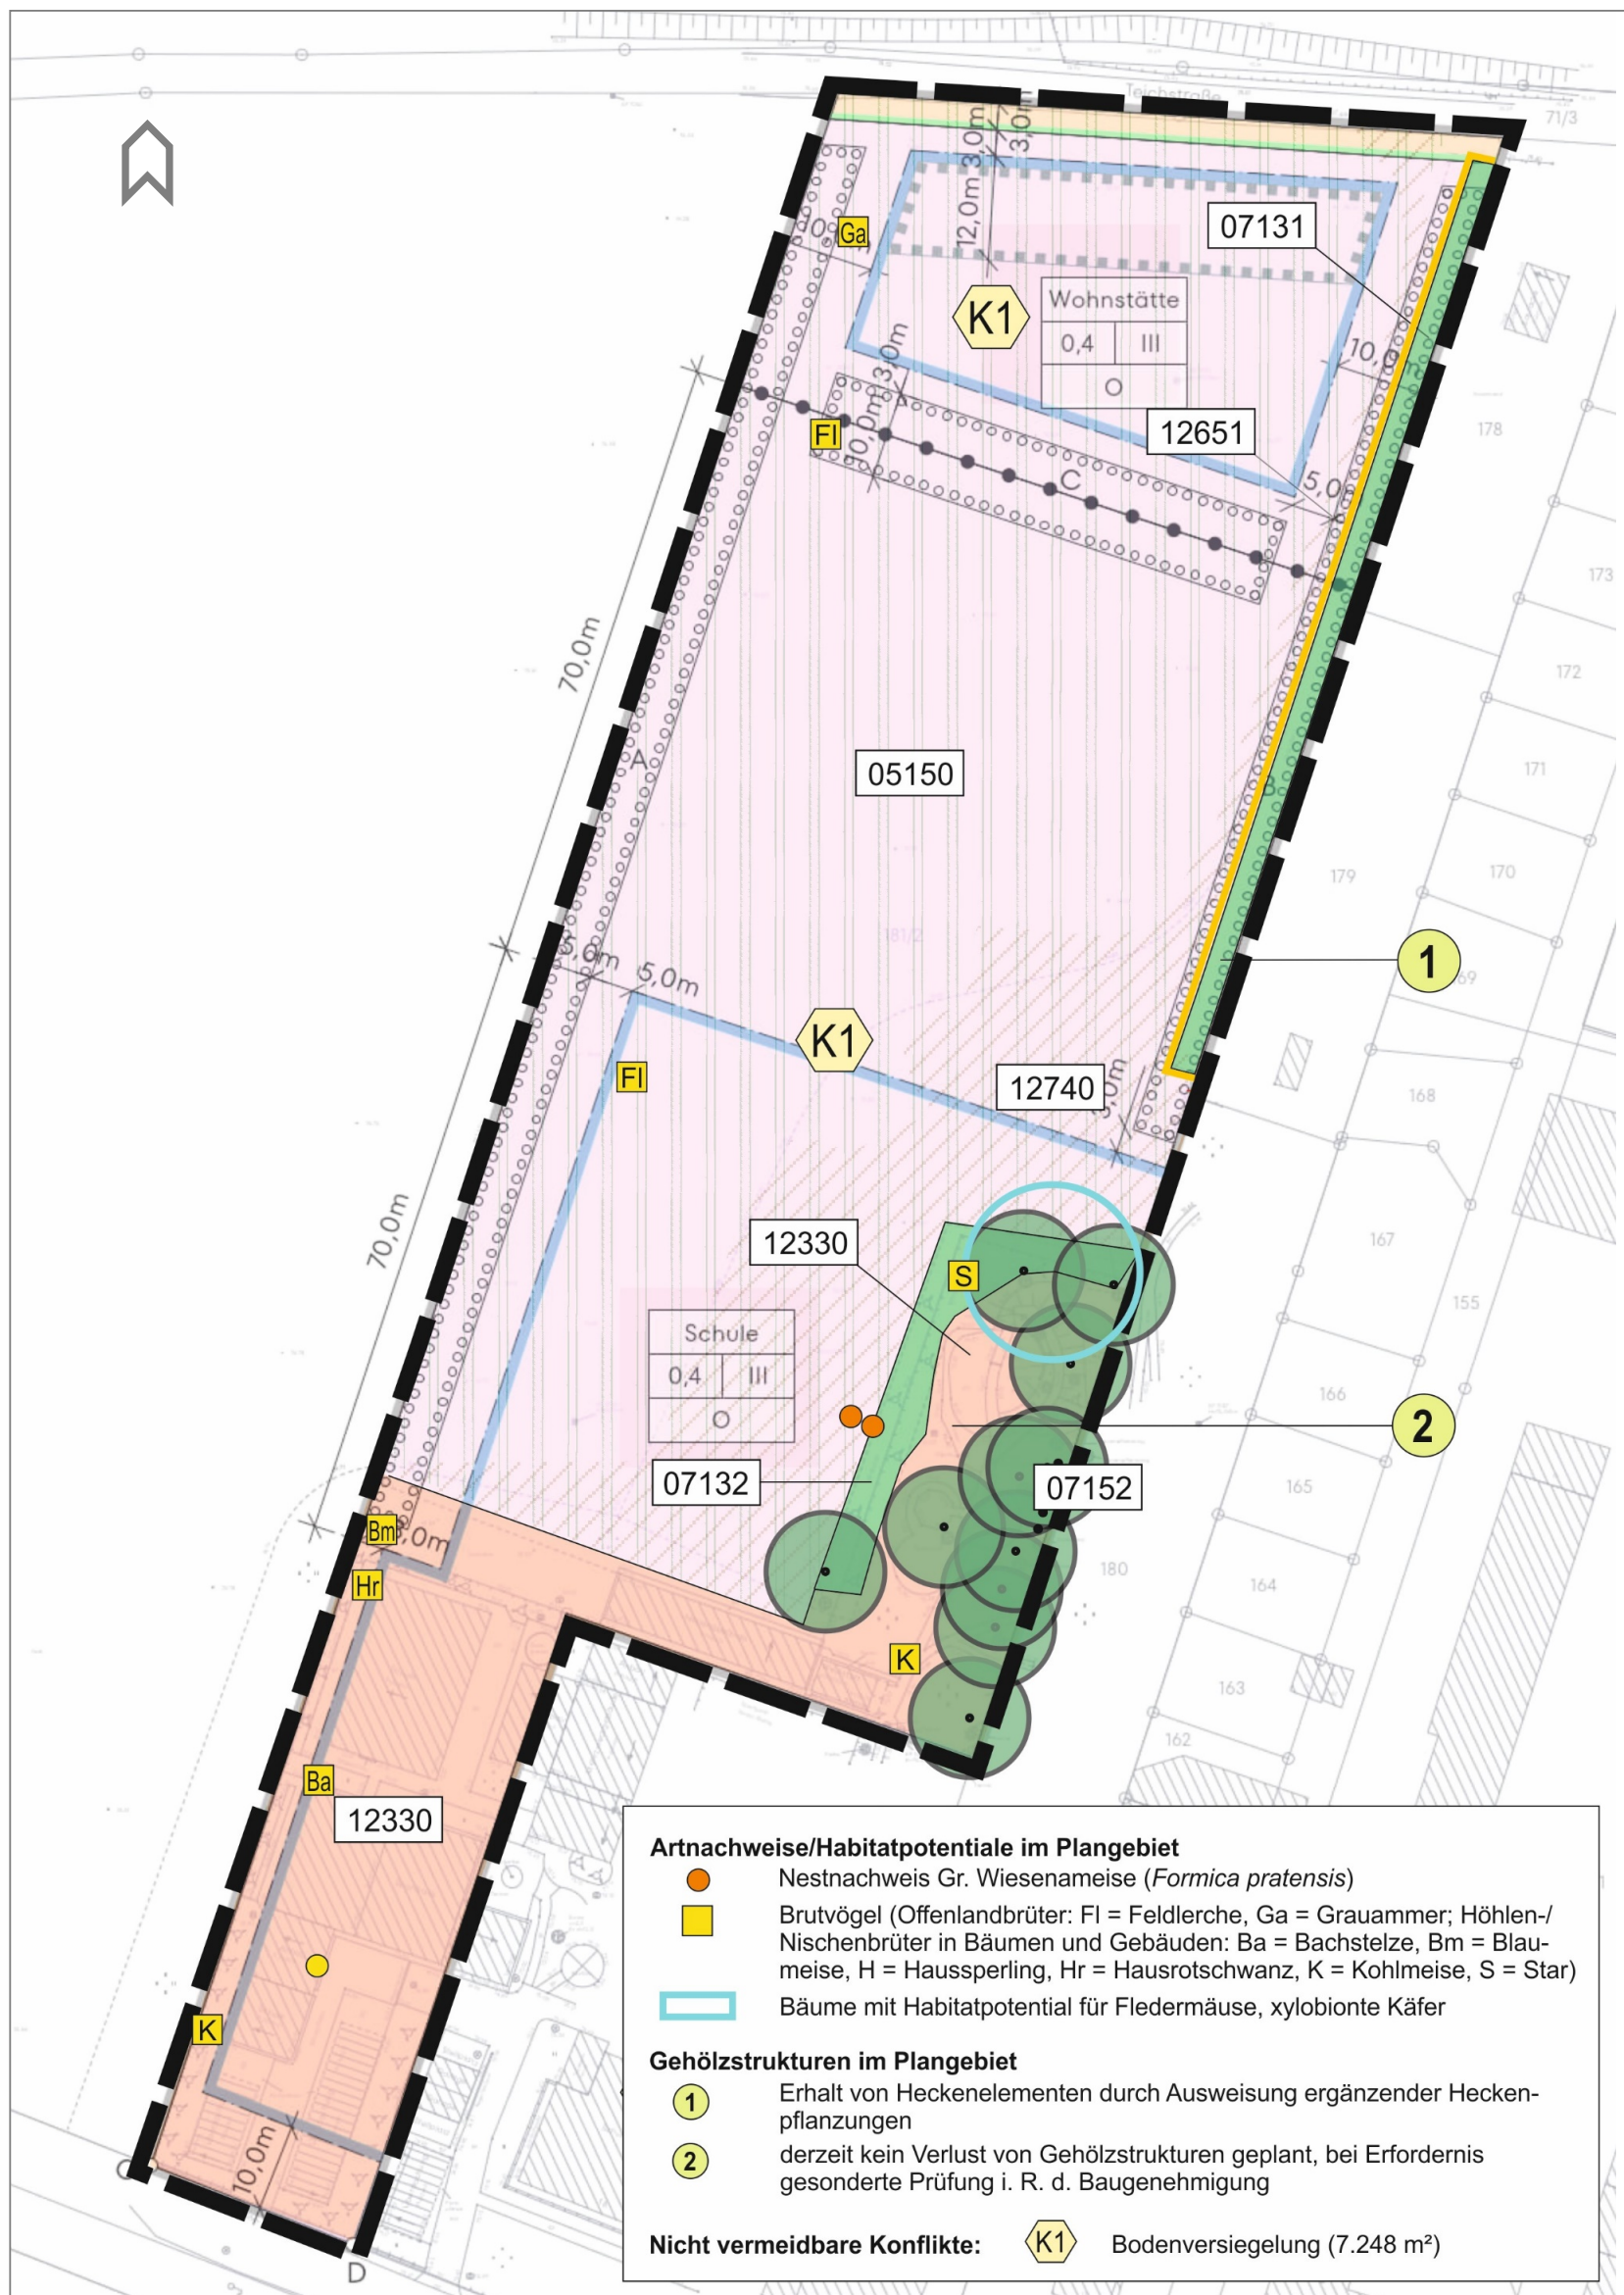 Teichstraße
71/3
3,0m
3,0m
12,0m
10,0m
Ga
07131
K1
Wohnstätte
0,4 III
O
10,0m
178
3,0m
10,0m
Fl
12651
C
5,0m
173
70,0m
172
A
05150
B
171
179
170
181/2
1
69
5,0m
5,0m
K1
Fl
12740
168
70,0m
12330
167
S
155
Schule
0,4 III
O
166
2
07132
07152
165
Bm
Hr
180
164
K
163
162
Ba
12330
K
10,0m
C
D
Artnachweise/Habitatpotentiale im Plangebiet
Nestnachweis Gr. Wiesenameise (Formica pratensis)
Brutvögel (Offenlandbrüter: Fl = Feldlerche, Ga = Grauammer; Höhlen-/
Nischenbrüter in Bäumen und Gebäuden: Ba = Bachstelze, Bm = Blau-
meise, H = Haussperling, Hr = Hausrotschwanz, K = Kohlmeise, S = Star)
Bäume mit Habitatpotential für Fledermäuse, xylobionte Käfer
Gehölzstrukturen im Plangebiet
1 Erhalt von Heckenelementen durch Ausweisung ergänzender Hecken-
pflanzungen
2 derzeit kein Verlust von Gehölzstrukturen geplant, bei Erfordernis
gesonderte Prüfung i. R. d. Baugenehmigung
Nicht vermeidbare Konflikte: K1 Bodenversiegelung (7.248 m²)